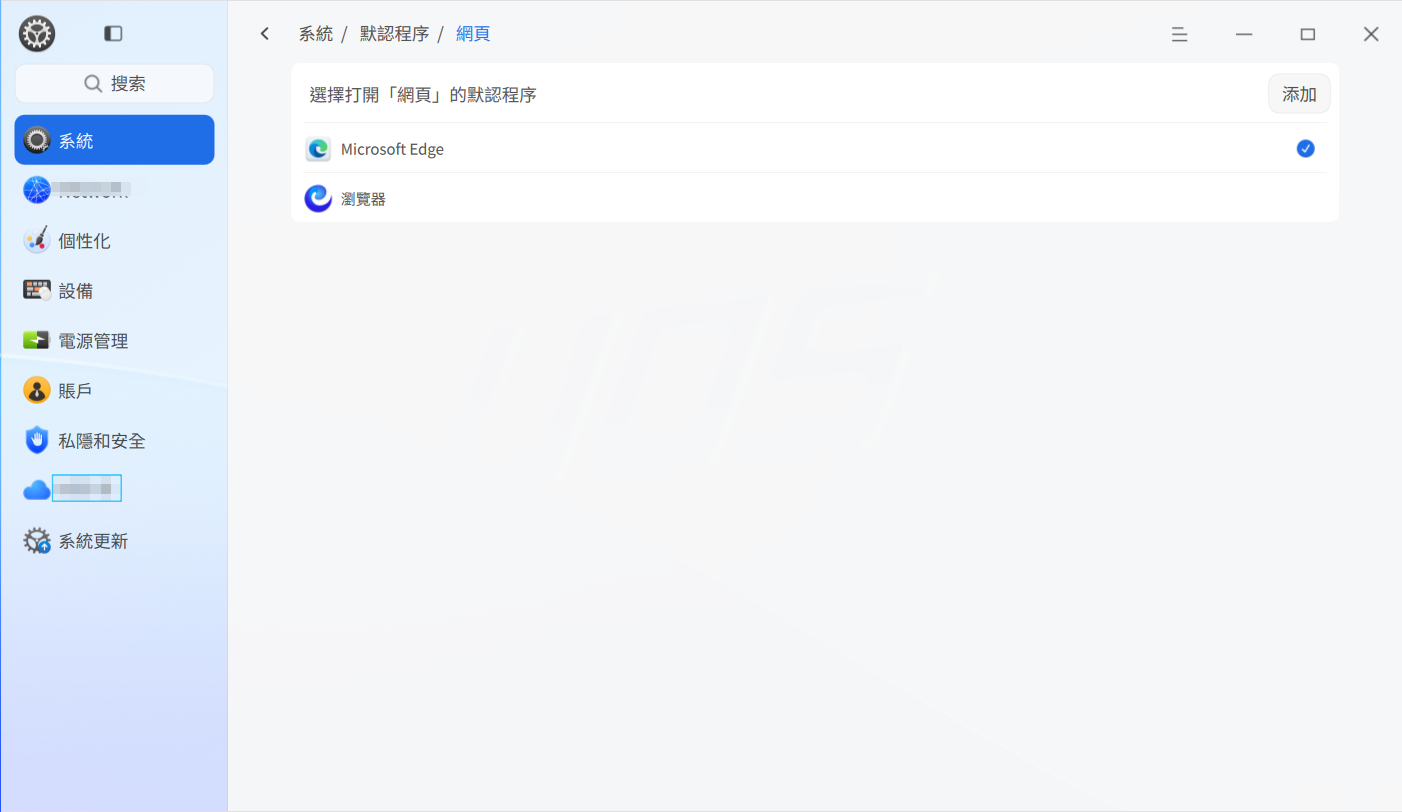 系統 / 默認程序 / 網頁
搜索
系統
個性化
設備
電源管理
賬戶
私隱和安全
系統更新
選擇打開「網頁」的默認程序
添加
Microsoft Edge
瀏覽器